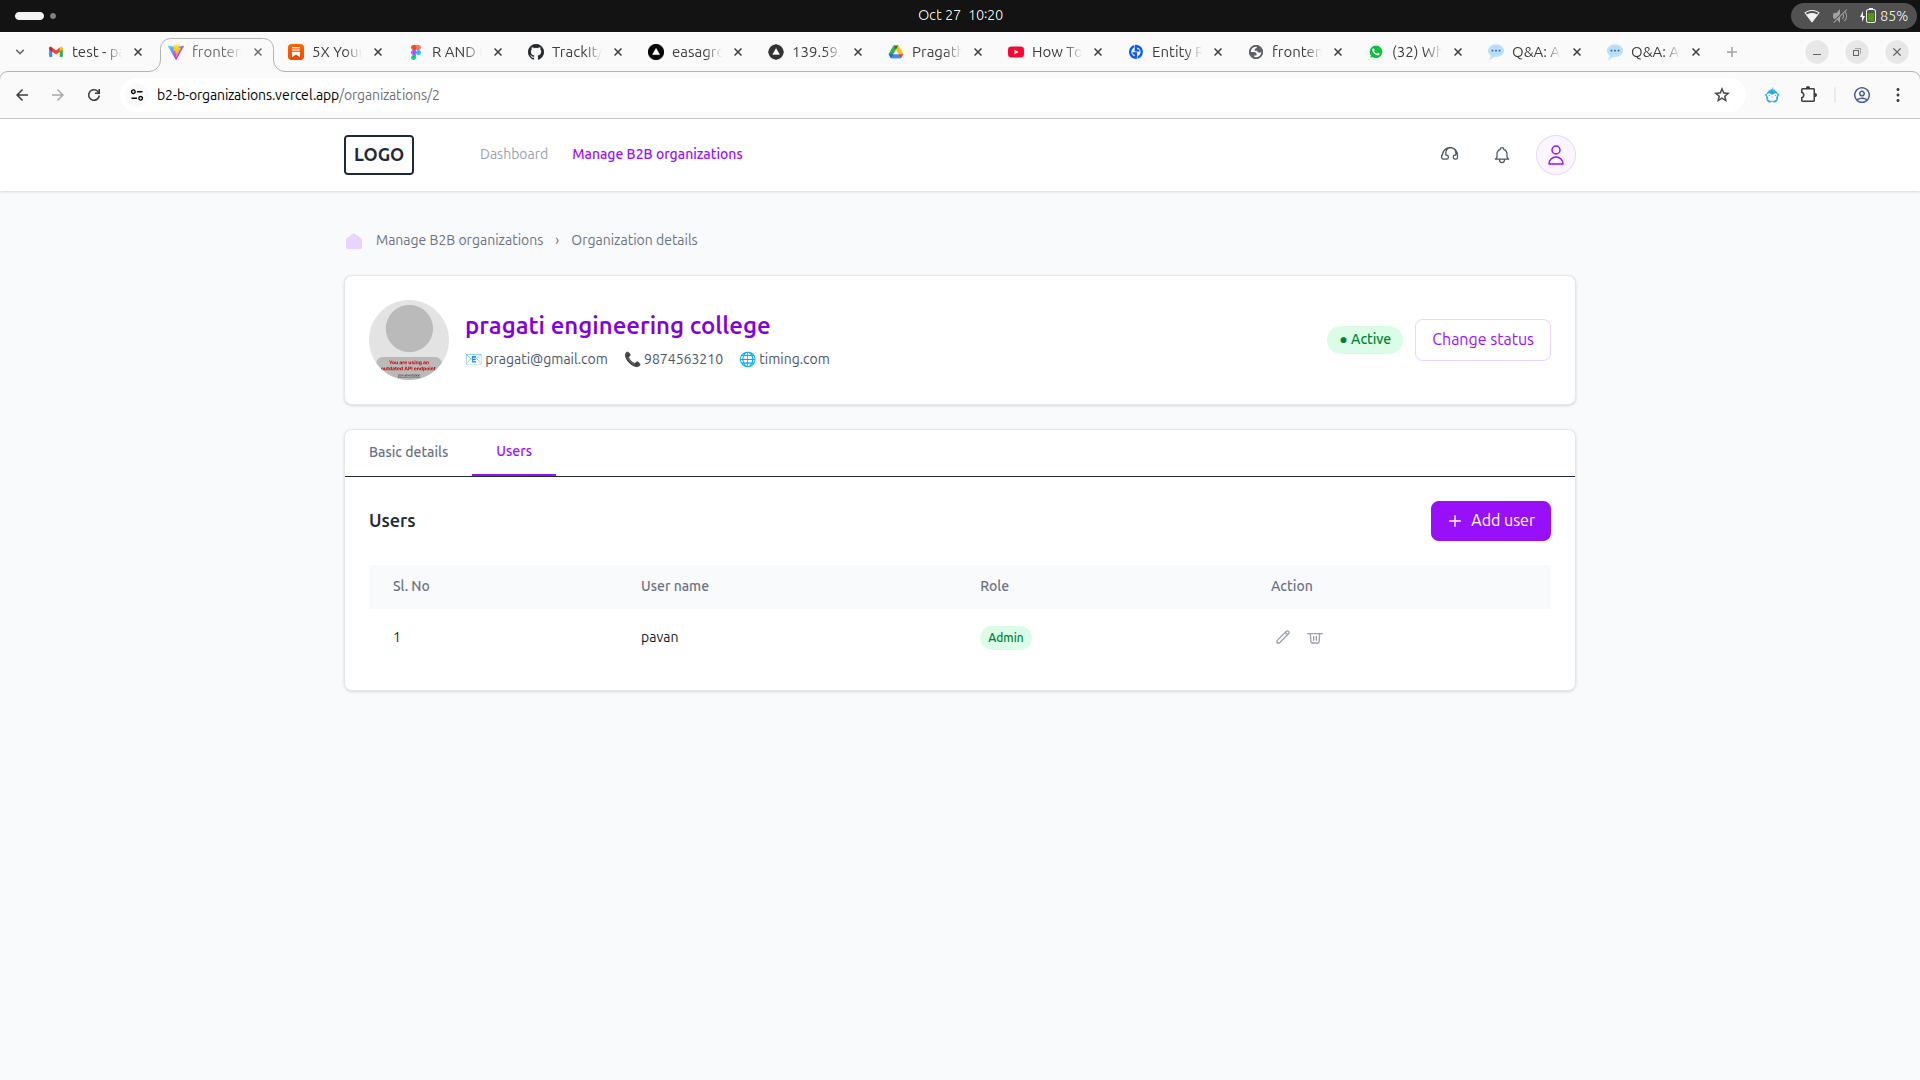 Oct 27 10:20
85%
test - p
fronter
5X You
R AND
TrackIt
easagro
139.59
Pragath
How To
Entity R
fronter
(32) Wh
Q&A: A
Q&A: A
b2-b-organizations.vercel.app/organizations/2
LOGO
Dashboard
Manage B2B organizations
Manage B2B organizations › Organization details
You are using an
outdated API endpoint
pragati engineering college
pragati@gmail.com
9874563210
timing.com
Active
Change status
Basic details
Users
Users
+ Add user
Sl. No User name Role Action
1 pavan Admin